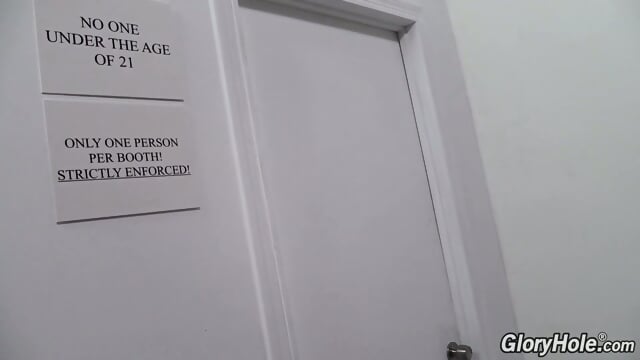 NO ONE
UNDER THE AGE
OF 21
ONLY ONE PERSON
PER BOOTH!
STRICTLY ENFORCED!
GloryHole.®
com